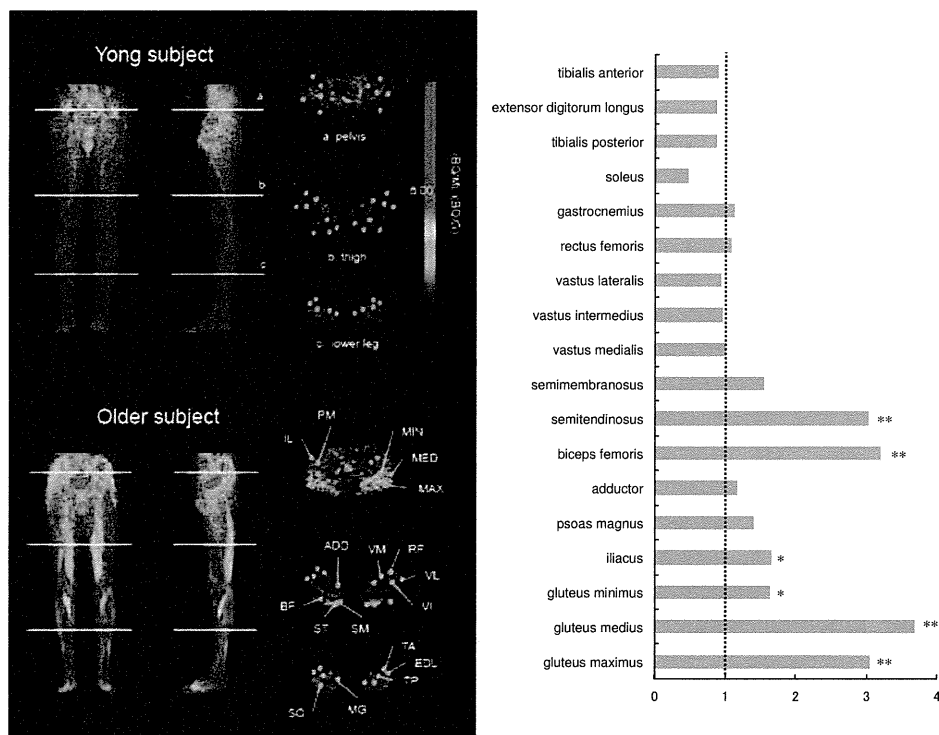 Yong subject
a
b
c
a. pelvis
b. thigh
c. lower leg
Older subject
PM
IL
MIN
MED
MAX
ADD
VM
RF
VL
VI
BF
ST
SM
TA
EDL
TP
SO
MG
tibialis anterior
extensor digitorum longus
tibialis posterior
soleus
gastrocnemius
rectus femoris
vastus lateralis
vastus intermedius
vastus medialis
semimembranosus
semitendinosus
**
biceps femoris
**
adductor
psoas magnus
iliacus
*
gluteus minimus
*
gluteus medius
**
gluteus maximus
**
0 1 2 3 4